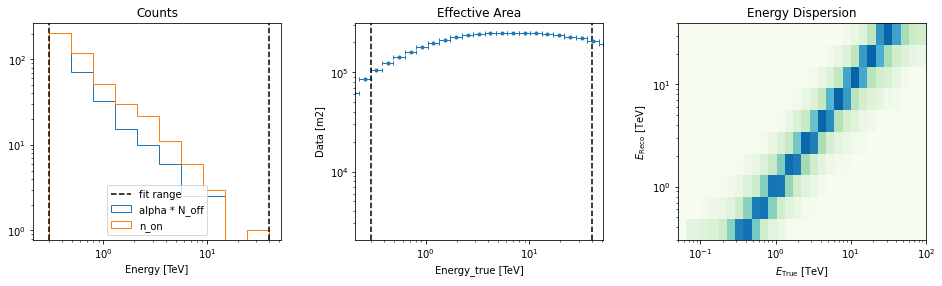 Counts
10²
10¹
10⁰
fit range
alpha * N_off
n_on
10⁰
10¹
Energy [TeV]
Effective Area
Data [m2]
10⁵
10⁴
10⁰
10¹
Energy_true [TeV]
Energy Dispersion
E_Reco [TeV]
10¹
10⁰
10⁻¹
10⁰
10¹
10²
E_True [TeV]